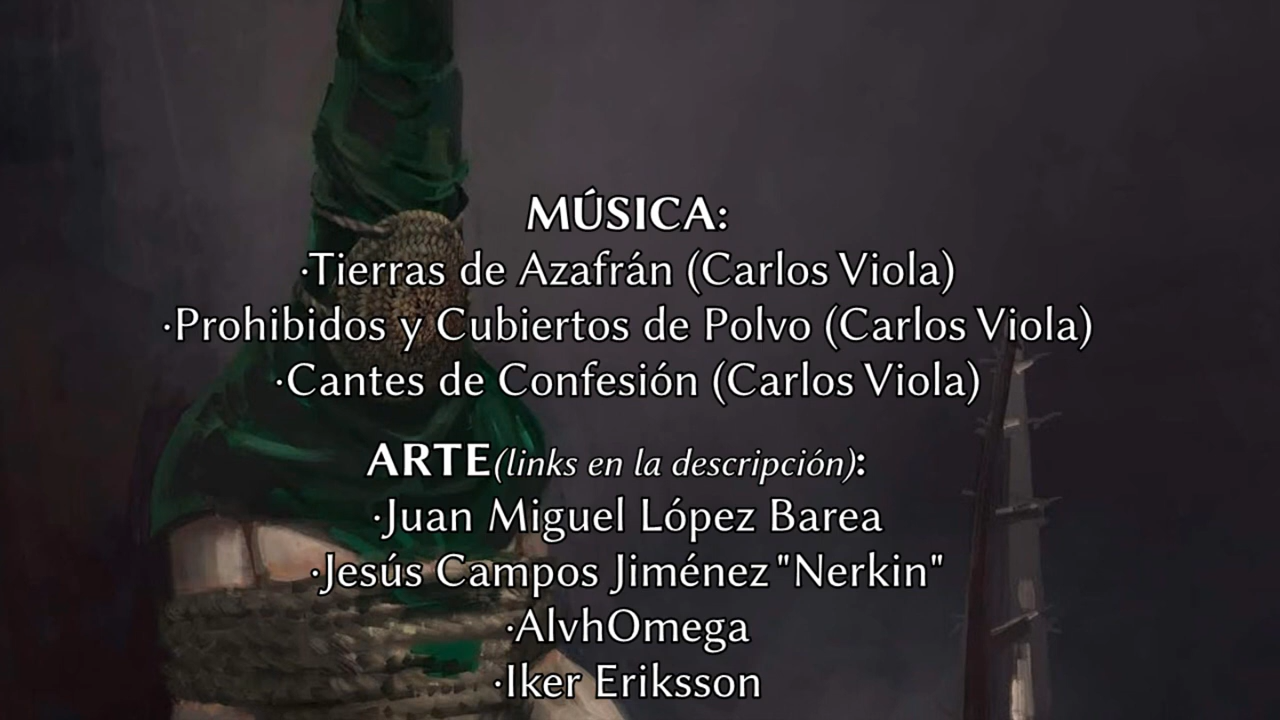 MÚSICA:
·Tierras de Azafrán (Carlos Viola)
·Prohibidos y Cubiertos de Polvo (Carlos Viola)
·Cantes de Confesión (Carlos Viola)
ARTE(links en la descripción):
·Juan Miguel López Barea
·Jesús Campos Jiménez "Nerkin"
·AlvhOmega
·Iker Eriksson